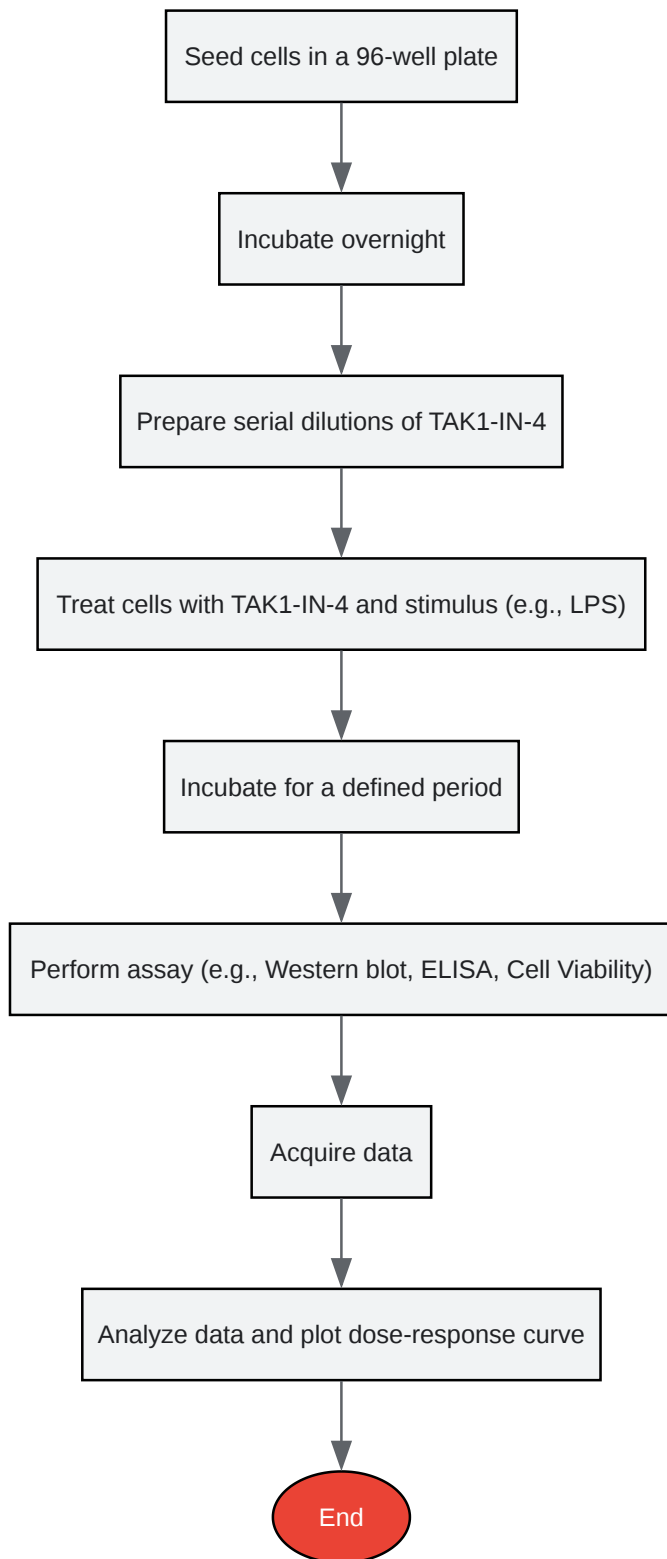 Seed cells in a 96-well plate
Incubate overnight
Prepare serial dilutions of TAK1-IN-4
Treat cells with TAK1-IN-4 and stimulus (e.g., LPS)
Incubate for a defined period
Perform assay (e.g., Western blot, ELISA, Cell Viability)
Acquire data
Analyze data and plot dose-response curve
End